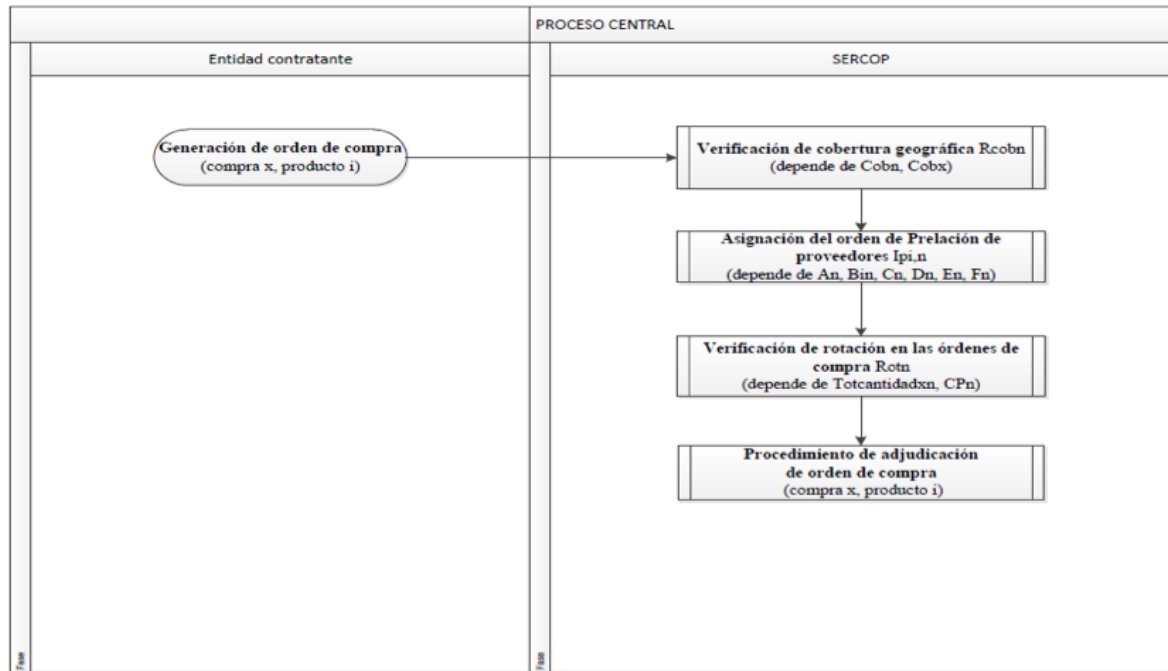 PROCESO CENTRAL
Entidad contratante
SERCOP
Generación de orden de compra
(compra x, producto i)
Verificación de cobertura geográfica Rcobn
(depende de Cobn, Cobx)
Asignación del orden de Prelación de
proveedores Ipi,n
(depende de An, Bin, Cn, Dn, En, Fn)
Verificación de rotación en las órdenes de
compra Rotn
(depende de Totcantidadxn, CPn)
Procedimiento de adjudicación
de orden de compra
(compra x, producto i)
Fase
Fase